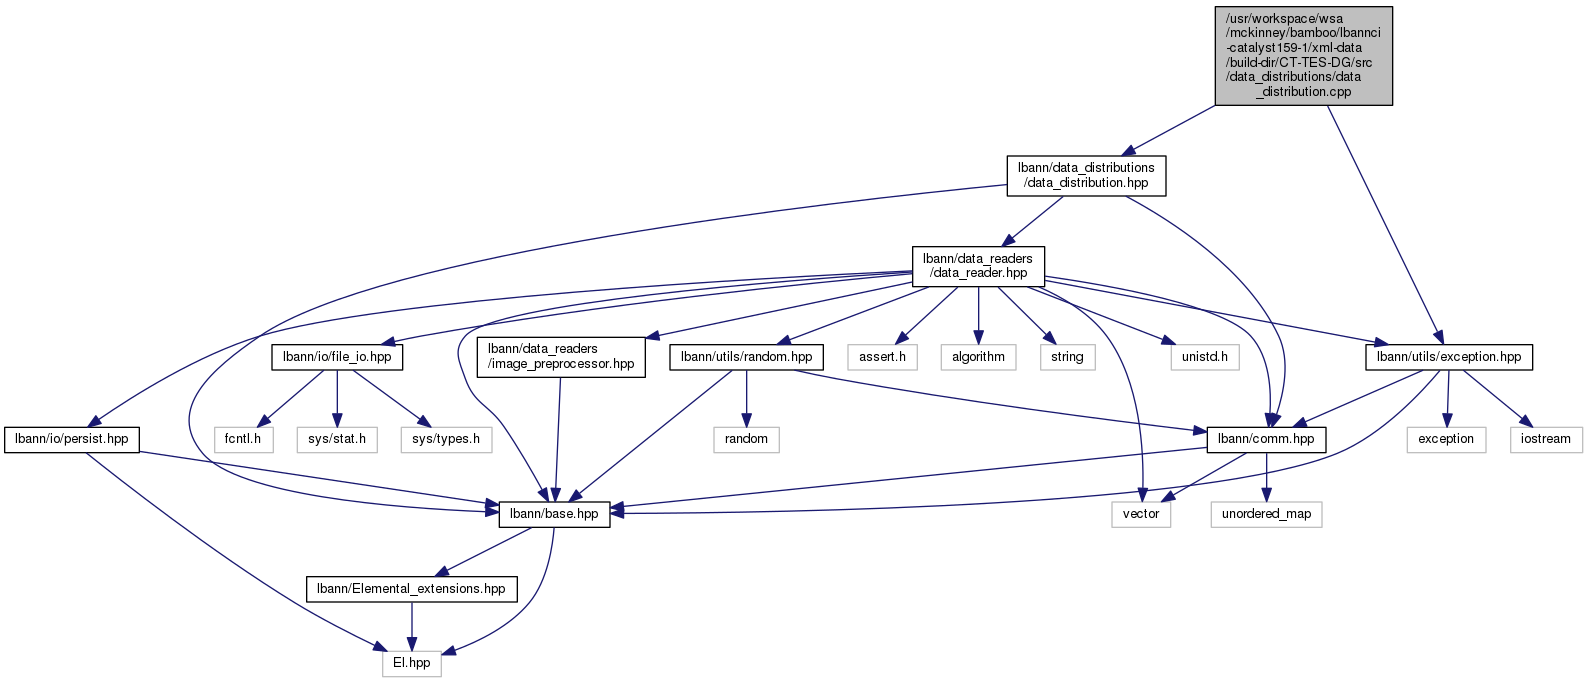 /usr/workspace/wsa
/mckinney/bamboo/lbannci
-catalyst159-1/xml-data
/build-dir/CT-TES-DG/src
/data_distributions/data
_distribution.cpp
lbann/data_distributions
/data_distribution.hpp
lbann/data_readers
/data_reader.hpp
lbann/io/file_io.hpp
lbann/data_readers
/image_preprocessor.hpp
lbann/utils/random.hpp
assert.h
algorithm
string
unistd.h
lbann/utils/exception.hpp
lbann/io/persist.hpp
fcntl.h
sys/stat.h
sys/types.h
random
lbann/comm.hpp
exception
iostream
lbann/base.hpp
vector
unordered_map
lbann/Elemental_extensions.hpp
El.hpp